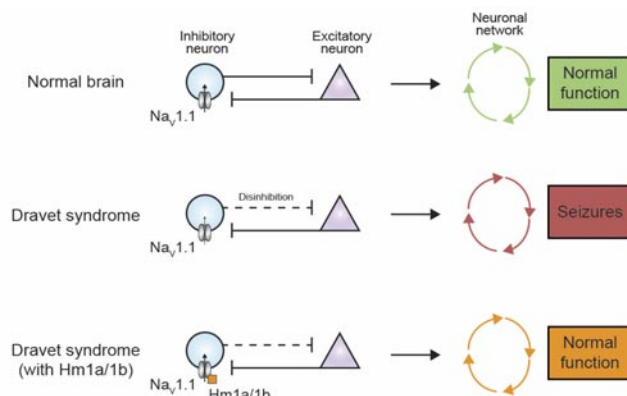 Inhibitory
neuron
Excitatory
neuron
Neuronal
network
Normal brain
Naᵥ1.1
Normal
function
Dravet syndrome
Disinhibition
Naᵥ1.1
Seizures
Dravet syndrome
(with Hm1a/1b)
Naᵥ1.1
Hm1a/1b
Normal
function